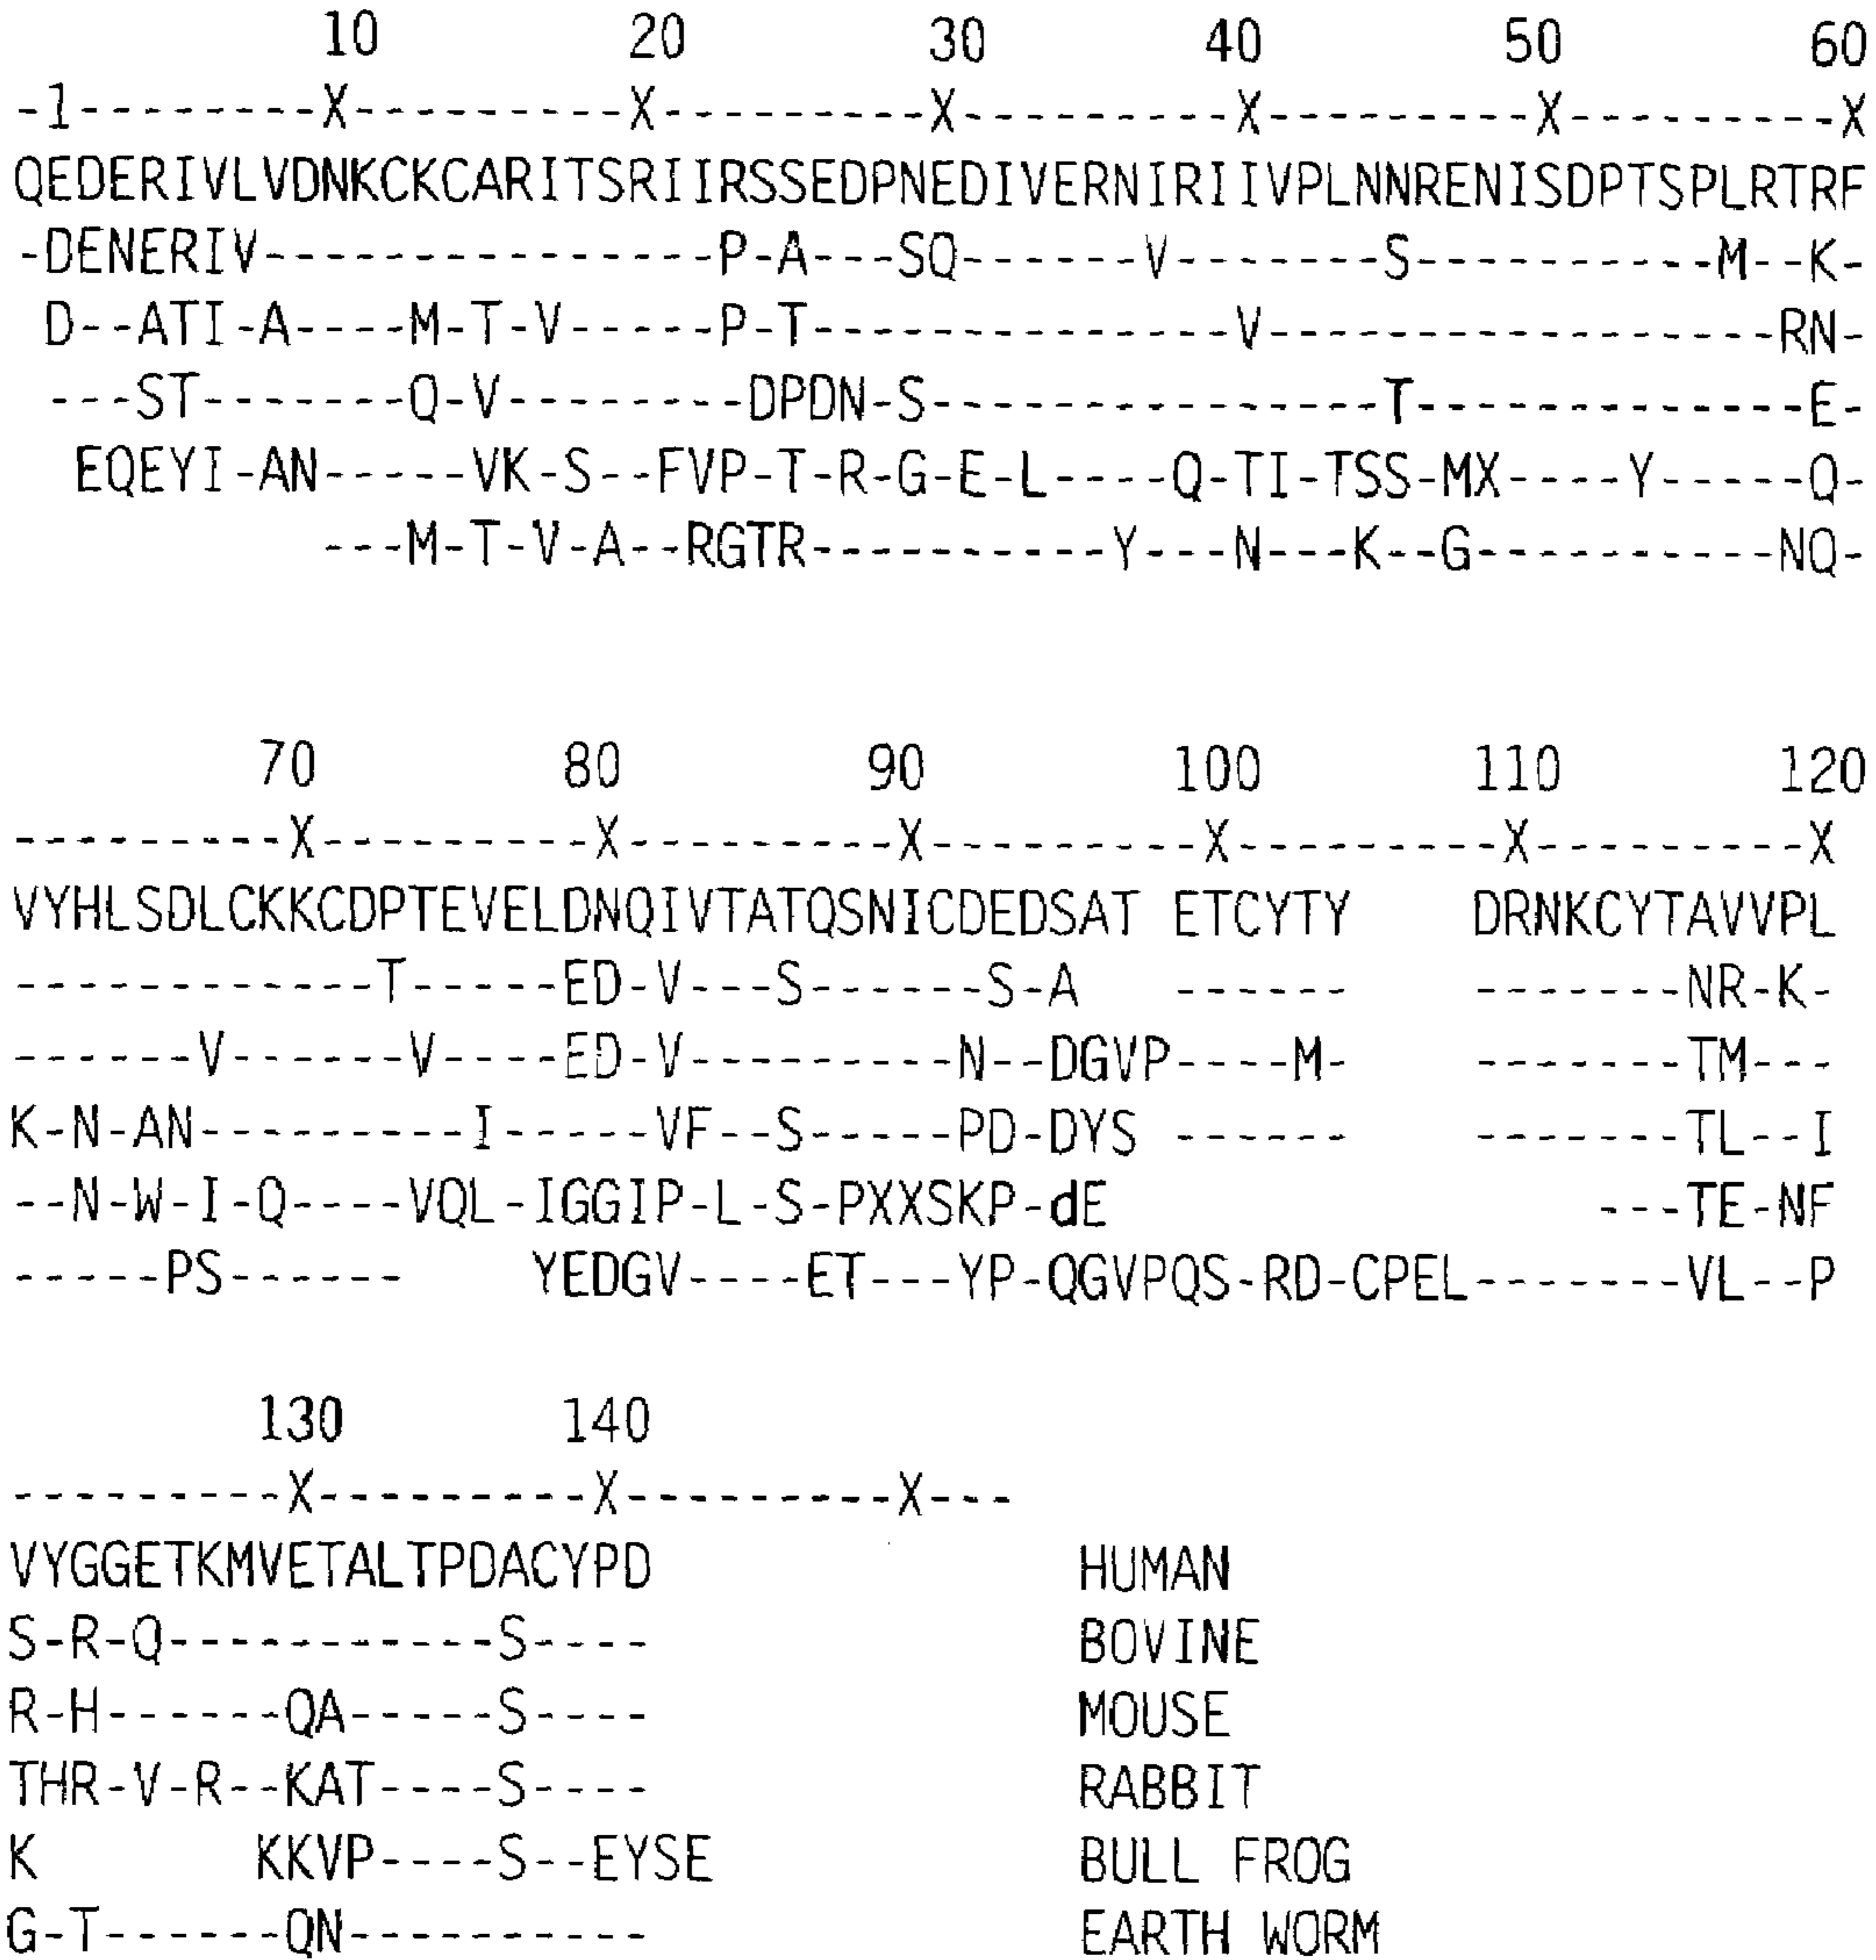 10 20 30 40 50 60
-1--------X---------X---------X---------X---------X---------X
QEDERIVLVDNKCKCARITSRIIRSSEDPNEDIVERNIRIIVPLNNRENISDPTSPLRTRF
-DENERIV---------------P-A---SQ------V-------S----------M--K-
D--ATI-A----M-T-V-----P-T--------------V-----------------RN-
---ST-------Q-V--------DPDN-S---------------T-------------E-
EQEYI-AN-----VK-S--FVP-T-R-G-E-L----Q-TI-TSS-MX----Y-----Q-
---M-T-V-A--RGTR----------Y---N---K--G----------NQ-
70 80 90 100 110 120
---------X---------X---------X---------X---------X---------X
VYHLSDLCKKCDPTEVELDNQIVTATQSNICDEDSAT ETCYTY    DRNKCYTAVVPL
------------T-----ED-V---S------S-A   ------    -------NR-K-
------V------V----ED-V---------N--DGVP----M-    -------TM---
K-N-AN---------I-----VF--S-----PD-DYS ------    -------TL--I
--N-W-I-Q----VQL-IGGIP-L-S-PXXSKP-dE                ---TE-NF
-----PS------    YEDGV----ET---YP-QGVPQS-RD-CPEL-------VL--P
130 140
---------X---------X---------X---
VYGGETKMVETALTPDACYPD HUMAN
S-R-Q-----------S---- BOVINE
R-H------QA-----S---- MOUSE
THR-V-R--KAT----S---- RABBIT
K       KKVP----S--EYSE BULL FROG
G-T------QN---------- EARTH WORM